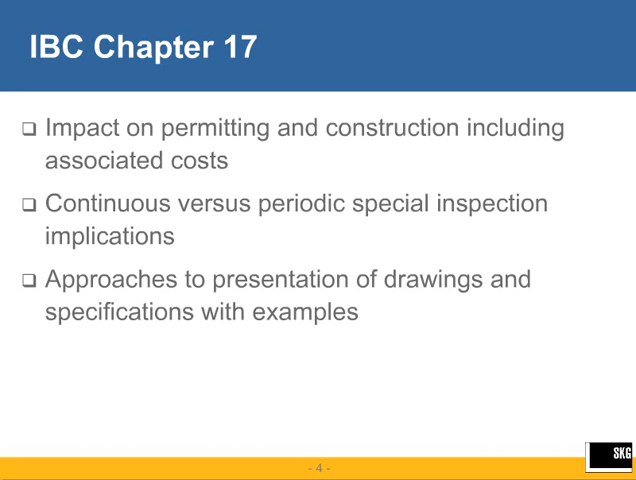 IBC Chapter 17
Impact on permitting and construction including
associated costs
Continuous versus periodic special inspection
implications
Approaches to presentation of drawings and
specifications with examples
- 4 -
SKG